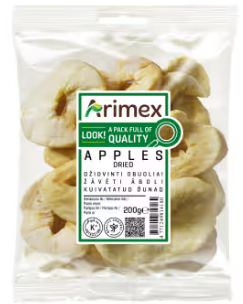 Arimex
LOOK! A PACK FULL OF
QUALITY
APPLES
DRIED
DŽIOVINTI OBUOLIAI
ŽĀVĒTI ĀBOLI
KUIVATATUD ÕUNAD
200g e
K